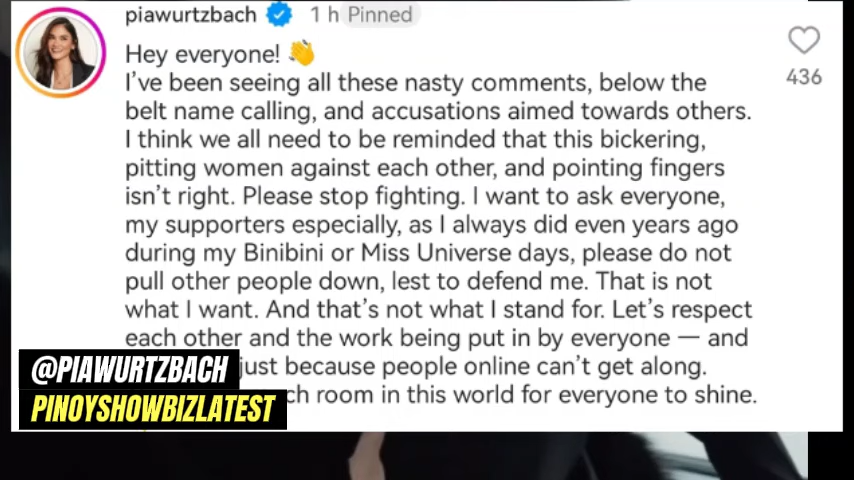 piawurtzbach 1 h Pinned
Hey everyone! 👋
I've been seeing all these nasty comments, below the
belt name calling, and accusations aimed towards others.
I think we all need to be reminded that this bickering,
pitting women against each other, and pointing fingers
isn't right. Please stop fighting. I want to ask everyone,
my supporters especially, as I always did even years ago
during my Binibini or Miss Universe days, please do not
pull other people down, lest to defend me. That is not
what I want. And that's not what I stand for. Let's respect
each other and the work being put in by everyone — and
just because people online can't get along.
room in this world for everyone to shine.
436
@PIAWURTZBACH
PINOYSHOWBIZLATEST